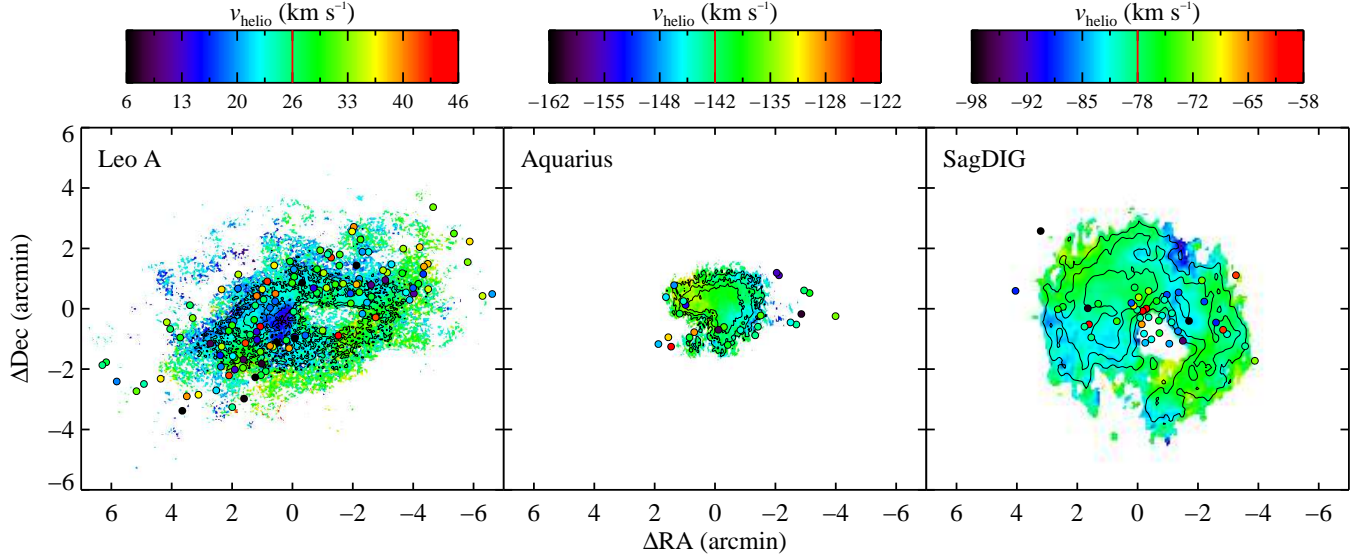 v_helio (km s⁻¹) v_helio (km s⁻¹) v_helio (km s⁻¹)
6 13 20 26 33 40 46 −162 −155 −148 −142 −135 −128 −122 −98 −92 −85 −78 −72 −65 −58
6
Leo A Aquarius SagDIG
4
2
0
−2
−4
−6
ΔDec (arcmin)
6 4 2 0 −2 −4 −6 6 4 2 0 −2 −4 −6 6 4 2 0 −2 −4 −6
ΔRA (arcmin)